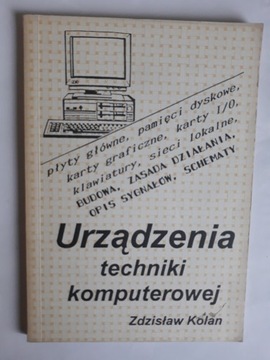 płyty główne, pamięci dyskowe,
karty graficzne, karty I/O,
klawiatury, sieci lokalne,
BUDOWA, ZASADA DZIAŁANIA,
OPIS SYGNAŁÓW, SCHEMATY
Urządzenia
techniki
komputerowej
Zdzisław Kolan